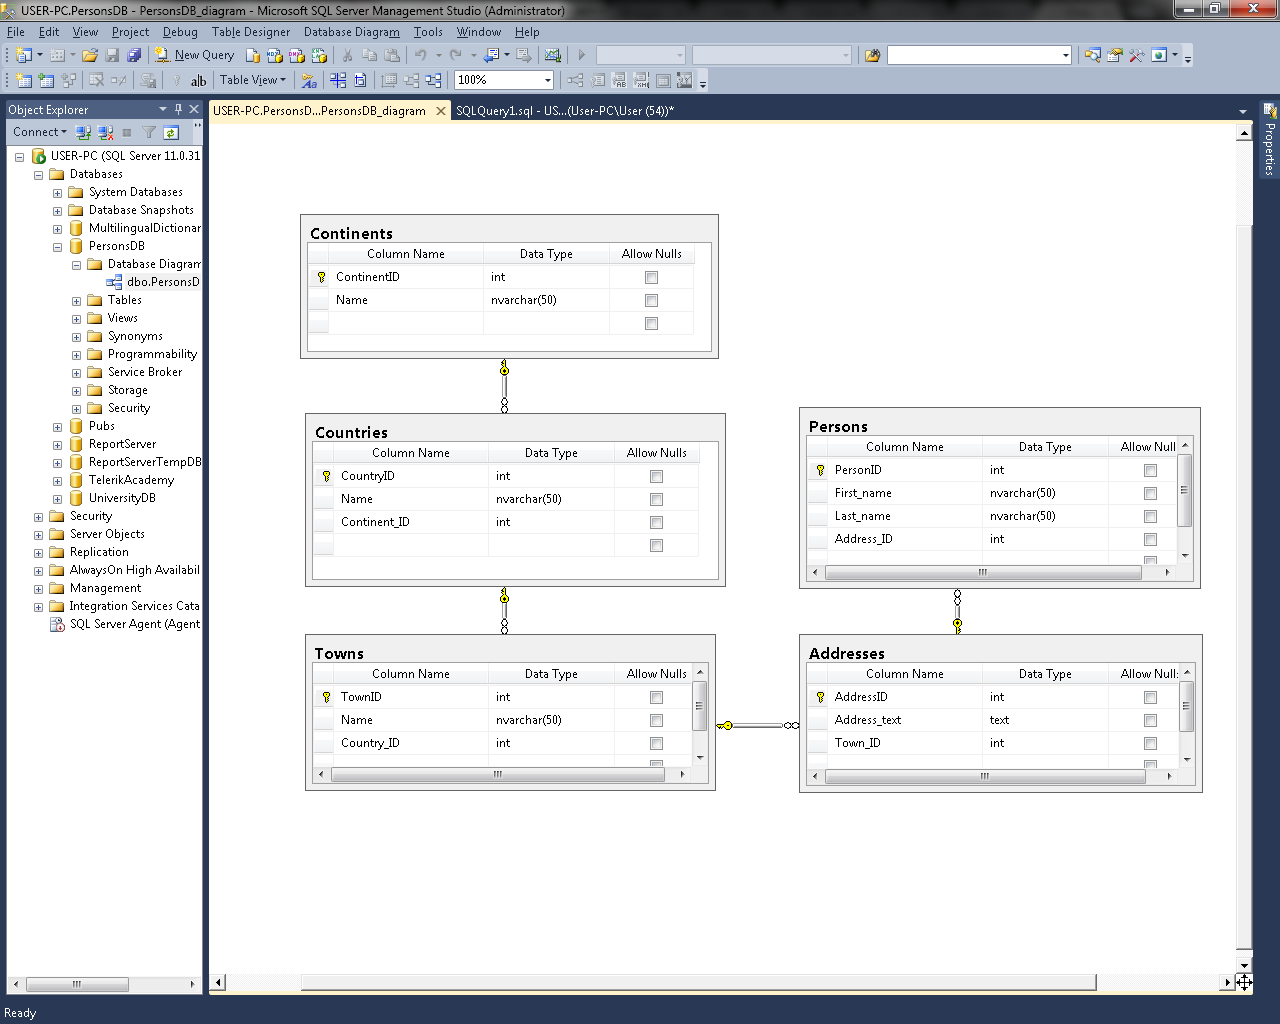 USER-PC.PersonsDB - PersonsDB_diagram - Microsoft SQL Server Management Studio (Administrator)
File Edit View Project Debug Table Designer Database Diagram Tools Window Help
New Query
ab| Table View 100%
Object Explorer
USER-PC.PersonsD...PersonsDB_diagram SQLQuery1.sql - US...(User-PC\User (54))*
Properties
Connect
USER-PC (SQL Server 11.0.31
Databases
System Databases
Database Snapshots
MultilingualDictionar
PersonsDB
Database Diagram
dbo.PersonsD
Tables
Views
Synonyms
Programmability
Service Broker
Storage
Security
Pubs
ReportServer
ReportServerTempDB
TelerikAcademy
UniversityDB
Security
Server Objects
Replication
AlwaysOn High Availabil
Management
Integration Services Cata
SQL Server Agent (Agent
Continents
Column Name Data Type Allow Nulls
ContinentID int
Name nvarchar(50)
Countries
Column Name Data Type Allow Nulls
CountryID int
Name nvarchar(50)
Continent_ID int
Persons
Column Name Data Type Allow Null
PersonID int
First_name nvarchar(50)
Last_name nvarchar(50)
Address_ID int
Towns
Column Name Data Type Allow Nulls
TownID int
Name nvarchar(50)
Country_ID int
Addresses
Column Name Data Type Allow Null
AddressID int
Address_text text
Town_ID int
Ready